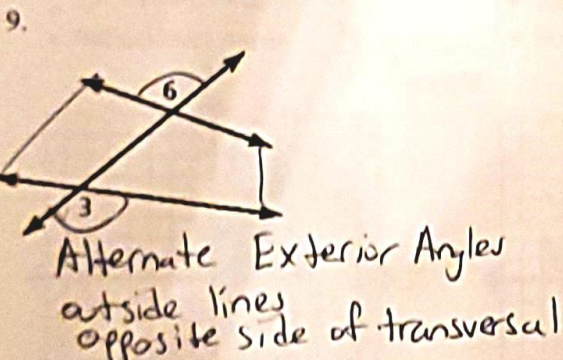 9.
6
3
Alternate Exterior Angles
outside lines
opposite side of transversal